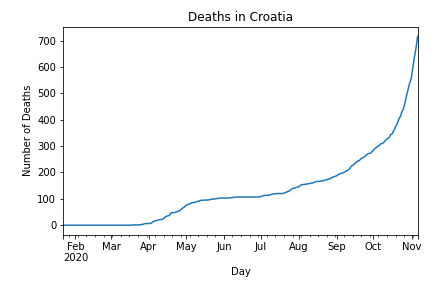 Deaths in Croatia
700
600
500
400
300
200
100
0
Number of Deaths
Feb Mar Apr May Jun Jul Aug Sep Oct Nov
2020
Day